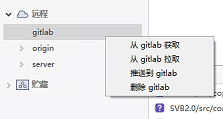 远程
gitlab
origin
server
贮藏
从 gitlab 获取
从 gitlab 拉取
推送到 gitlab
删除 gitlab
SVB2.0/src/co